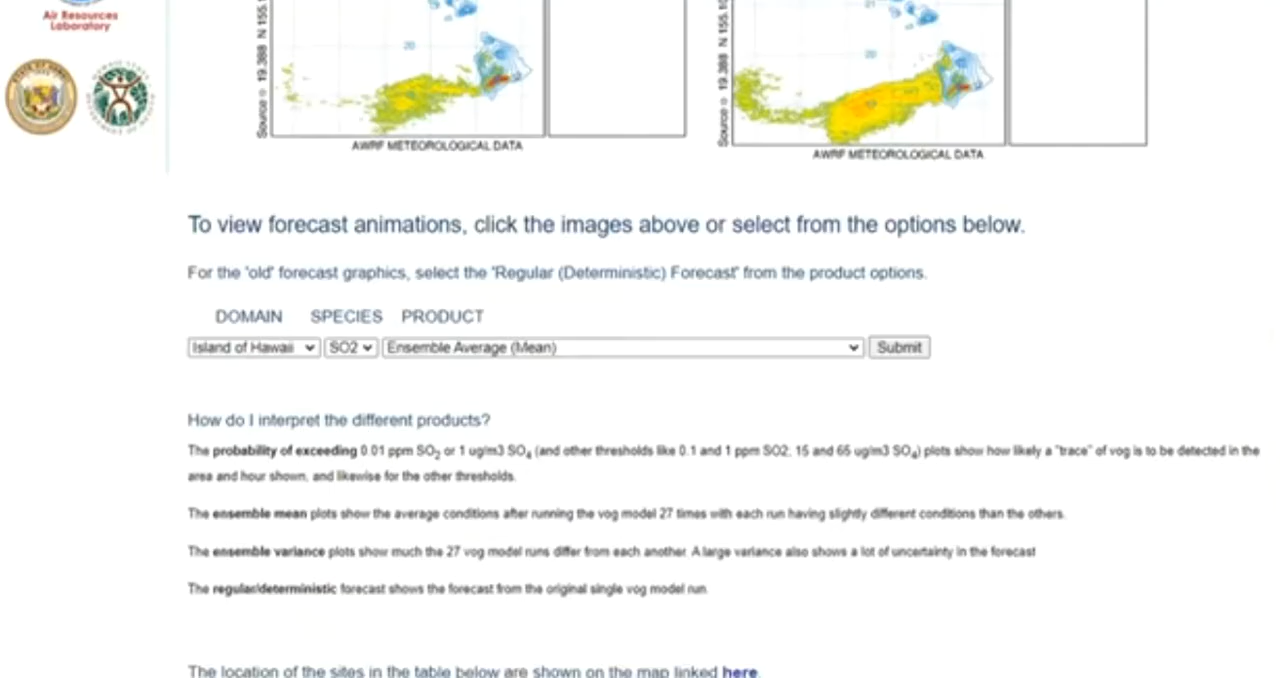 Air Resources
Laboratory
Source 19.388 N 155.
AWRF METEOROLOGICAL DATA
Source 19.388 N 155.10
AWRF METEOROLOGICAL DATA
20
20
To view forecast animations, click the images above or select from the options below.
For the 'old' forecast graphics, select the 'Regular (Deterministic) Forecast' from the product options.
DOMAIN SPECIES PRODUCT
Island of Hawaii SO2 Ensemble Average (Mean) Submit
How do I interpret the different products?
The probability of exceeding 0.01 ppm SO2 or 1 ug/m3 SO4 (and other thresholds like 0.1 and 1 ppm SO2, 15 and 65 ug/m3 SO4) plots show how likely a "trace" of vog is to be detected in the
area and hour shown, and likewise for the other thresholds.
The ensemble mean plots show the average conditions after running the vog model 27 times with each run having slightly different conditions than the others.
The ensemble variance plots show much the 27 vog model runs differ from each another. A large variance also shows a lot of uncertainty in the forecast
The regular/deterministic forecast shows the forecast from the original single vog model run.
The location of the sites in the table below are shown on the map linked here.